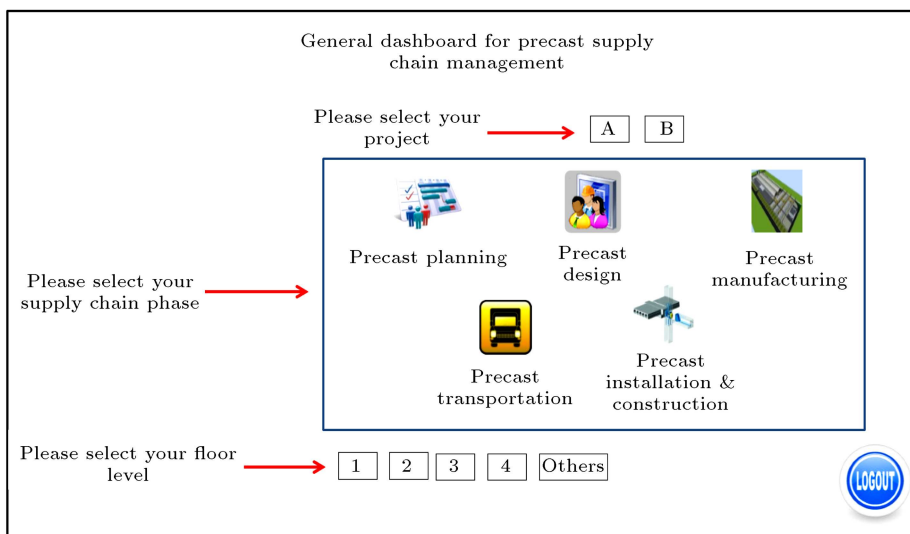 General dashboard for precast supply
chain management
Please select your
project
A
B
Precast planning
Precast
design
Precast
manufacturing
Please select your
supply chain phase
Precast
transportation
Precast
installation &
construction
Please select your floor
level
1
2
3
4
Others
LOGOUT